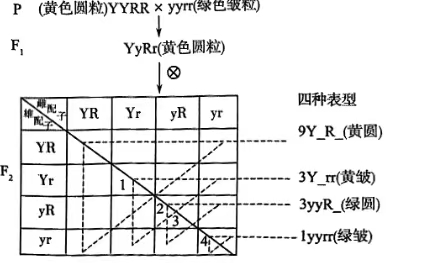 P (黄色圆粒)YYRR × yyrr(绿色皱粒)
F₁ YyRr(黄色圆粒)
⊗
四种表型
雌配子 雄配子 YR Yr yR yr
YR 9Y_R_(黄圆)
F₂ Yr 1 3Y_rr(黄皱)
yR 2 3 3yyR_(绿圆)
yr 4 1yyrr(绿皱)